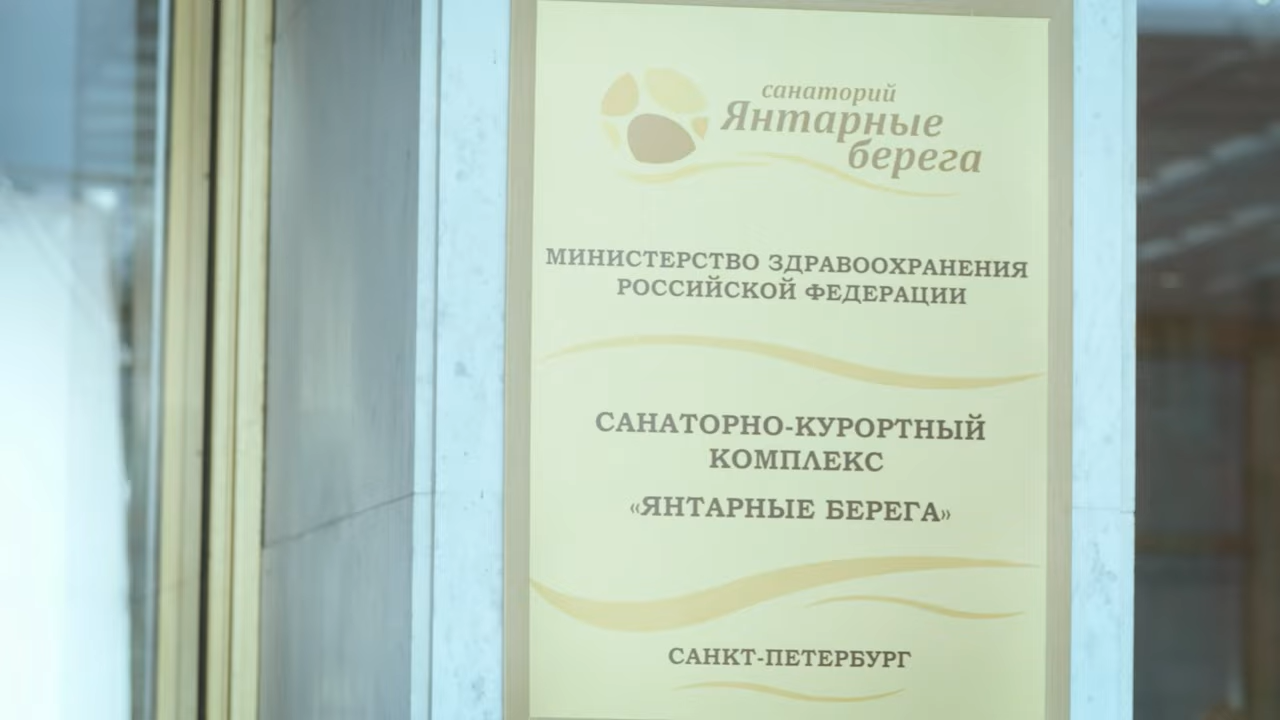 санаторий
Янтарные
берега
МИНИСТЕРСТВО ЗДРАВООХРАНЕНИЯ
РОССИЙСКОЙ ФЕДЕРАЦИИ
САНАТОРНО-КУРОРТНЫЙ
КОМПЛЕКС
«ЯНТАРНЫЕ БЕРЕГА»
САНКТ-ПЕТЕРБУРГ